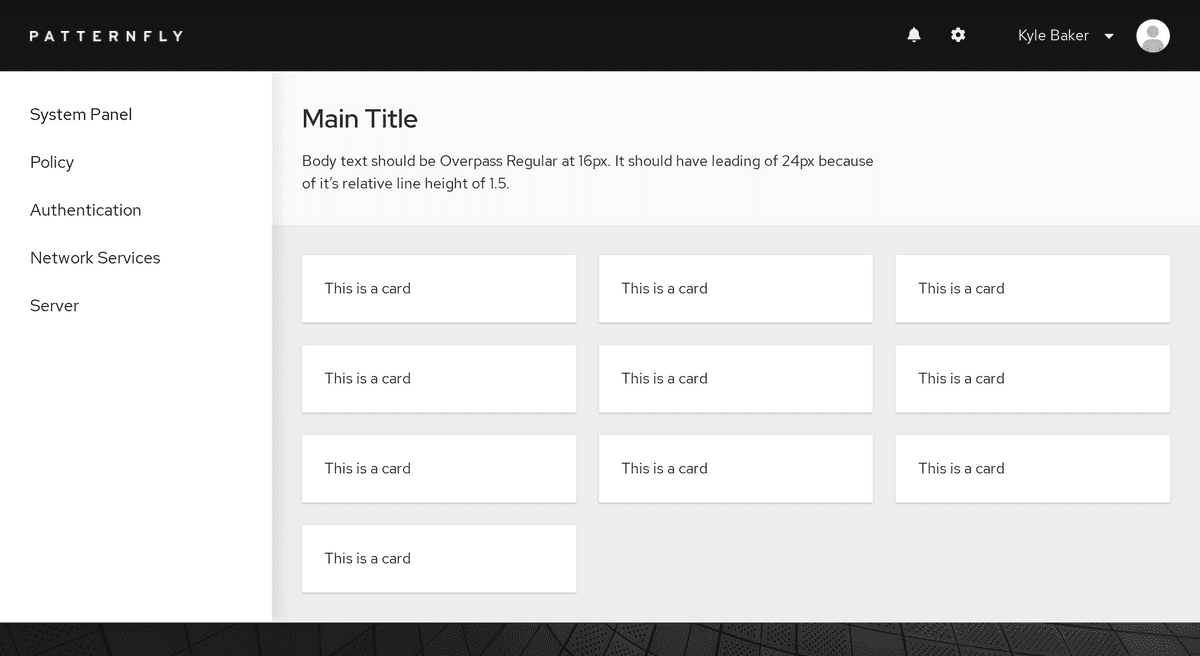 PATTERNFLY
Kyle Baker
System Panel
Policy
Authentication
Network Services
Server
Main Title
Body text should be Overpass Regular at 16px. It should have leading of 24px because
of it’s relative line height of 1.5.
This is a card
This is a card
This is a card
This is a card
This is a card
This is a card
This is a card
This is a card
This is a card
This is a card